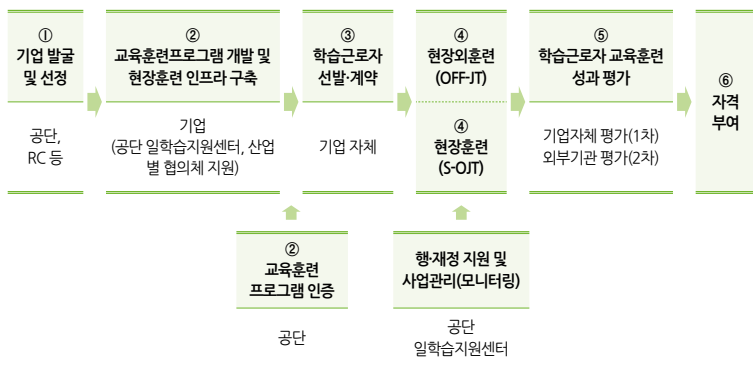 ①
기업 발굴
및 선정
공단,
RC 등
②
교육훈련프로그램 개발 및
현장훈련 인프라 구축
기업
(공단 일학습지원센터, 산업
별 협의체 지원)
③
학습근로자
선발·계약
기업 자체
④
현장외훈련
(OFF-JT)
④
현장훈련
(S-OJT)
⑤
학습근로자 교육훈련
성과 평가
기업자체 평가(1차)
외부기관 평가(2차)
⑥
자격
부여
②
교육훈련
프로그램 인증
공단
행·재정 지원 및
사업관리(모니터링)
공단
일학습지원센터